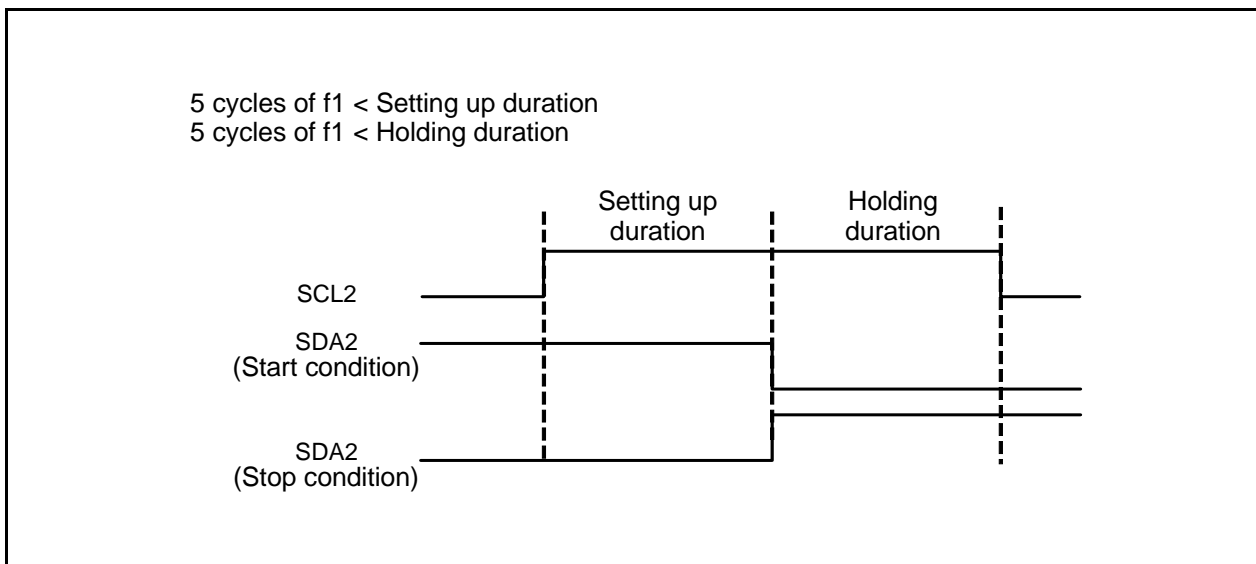 5 cycles of f1 < Setting up duration
5 cycles of f1 < Holding duration
Setting up
duration
Holding
duration
SCL2
SDA2
(Start condition)
SDA2
(Stop condition)